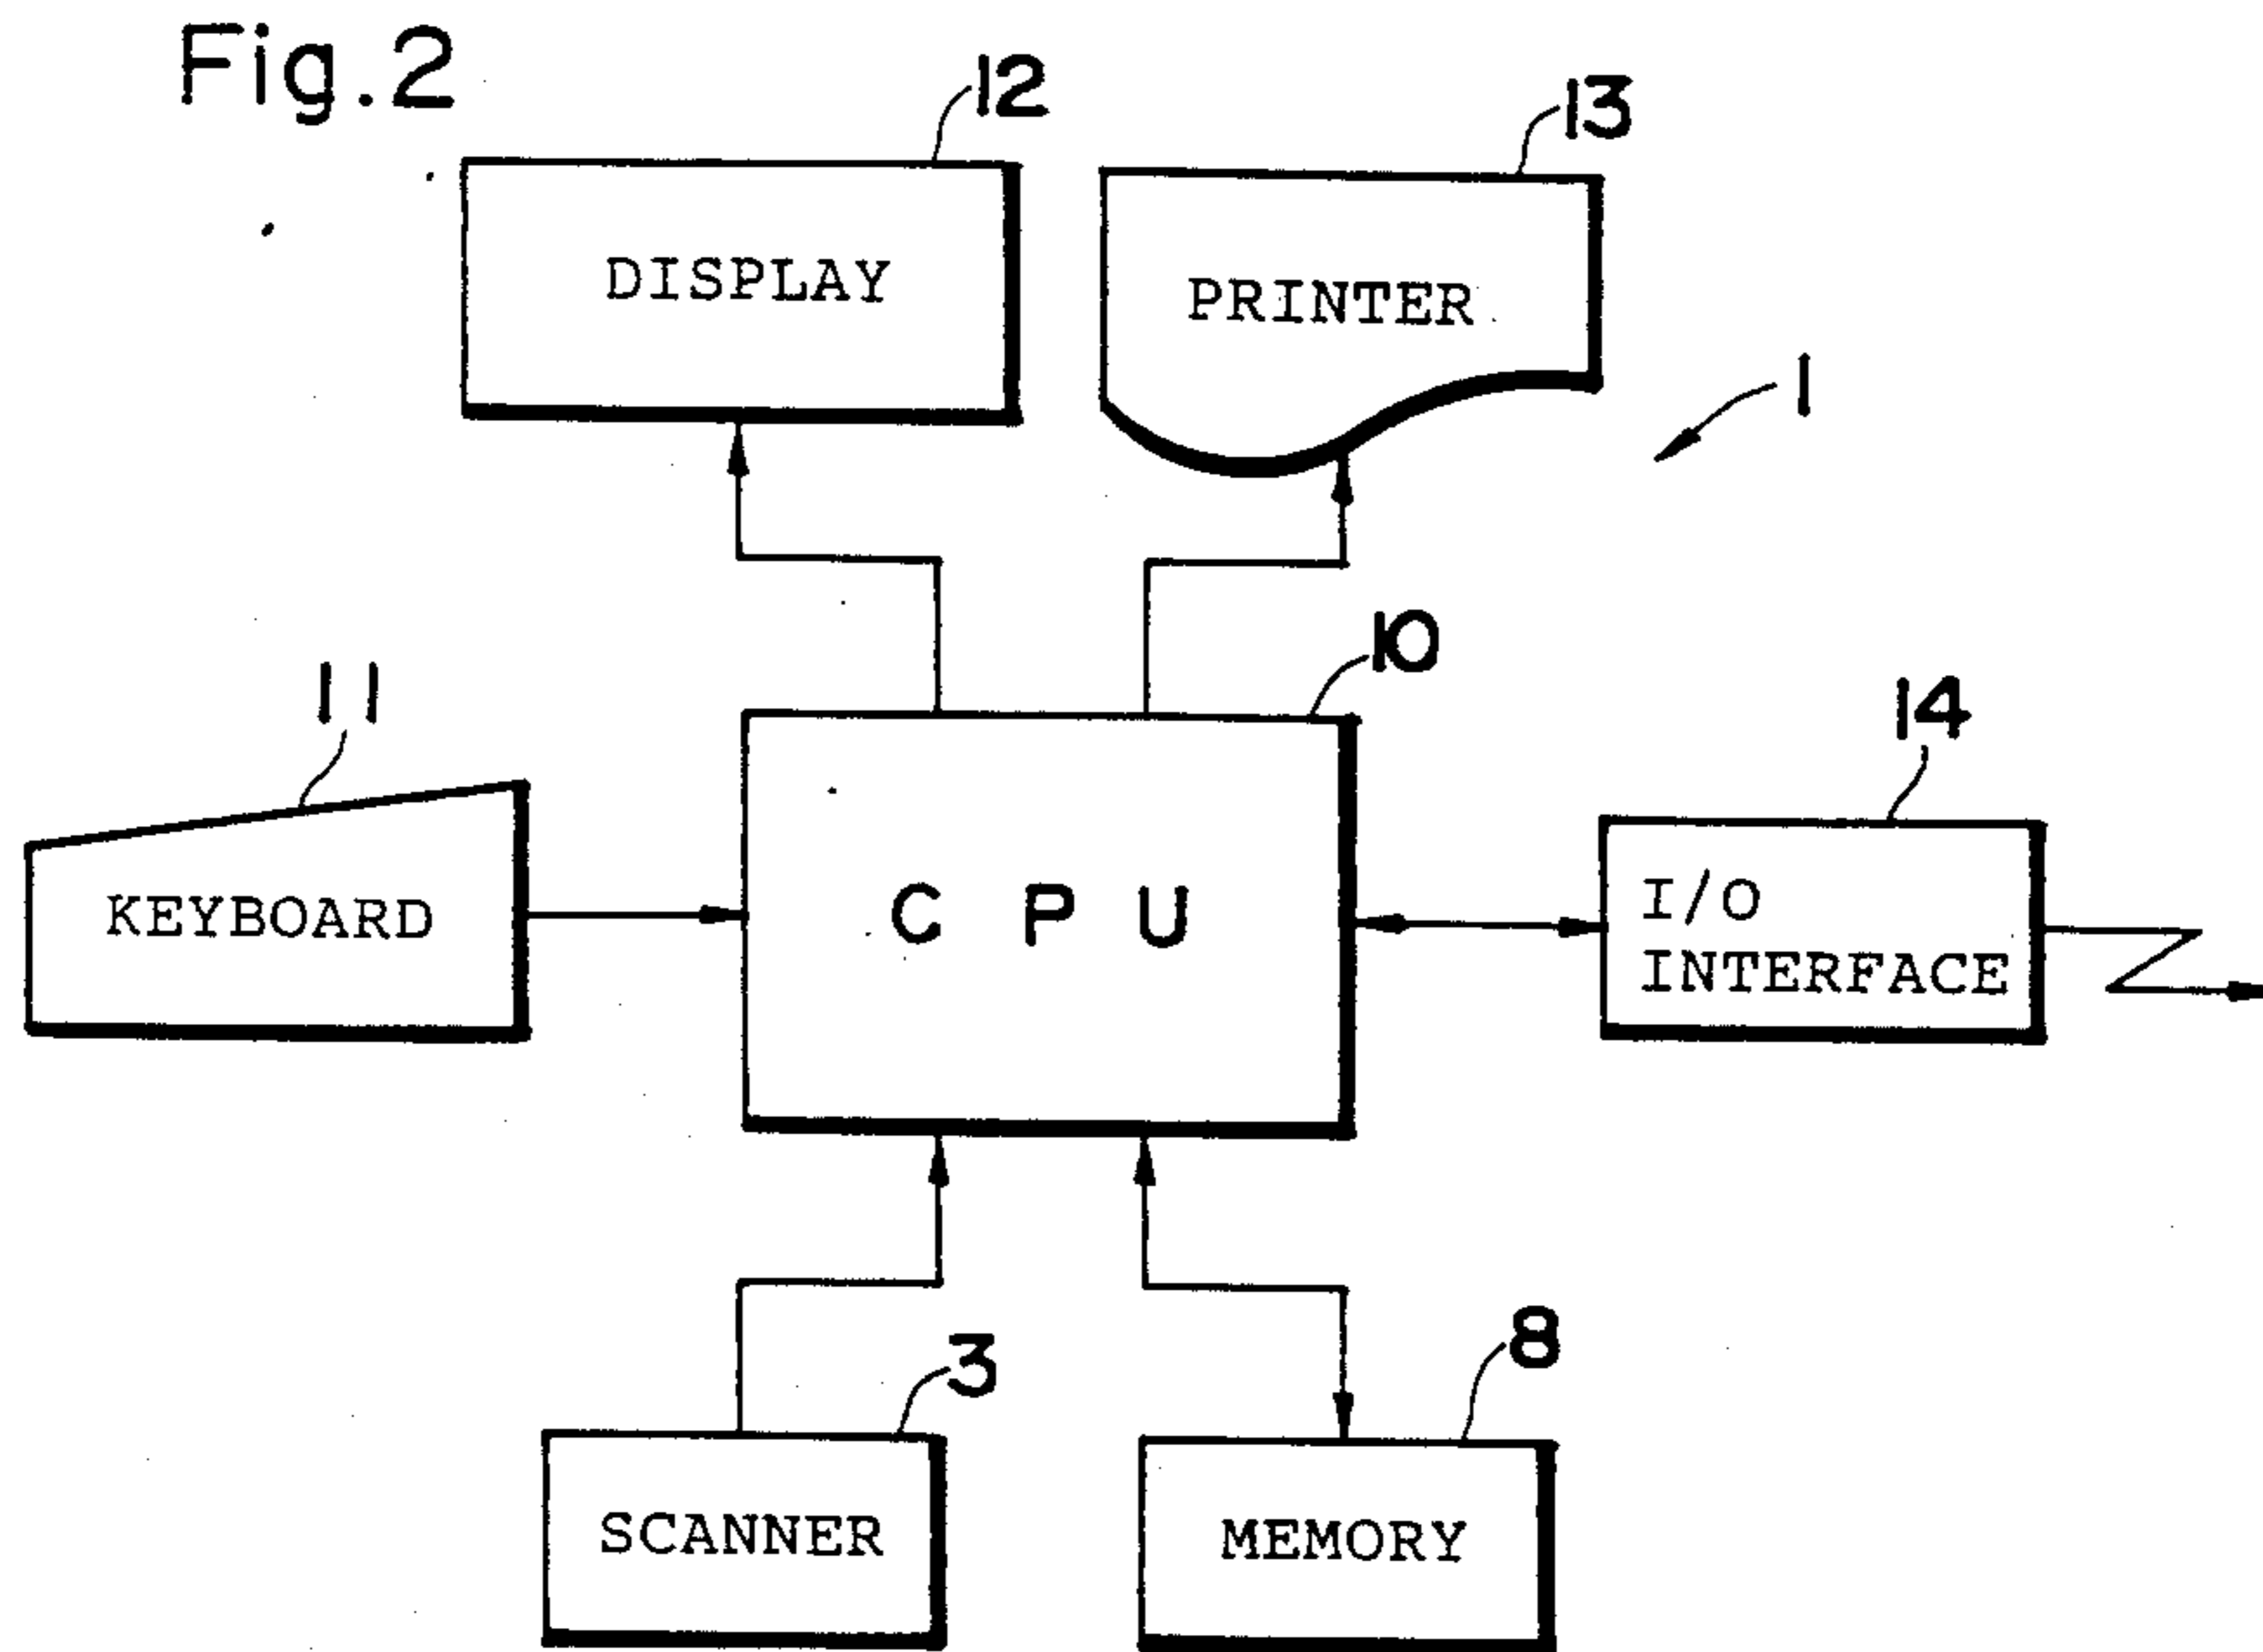 Fig.2
12
13
DISPLAY
PRINTER
1
10
11
14
KEYBOARD
C P U
I/O
INTERFACE
3
8
SCANNER
MEMORY